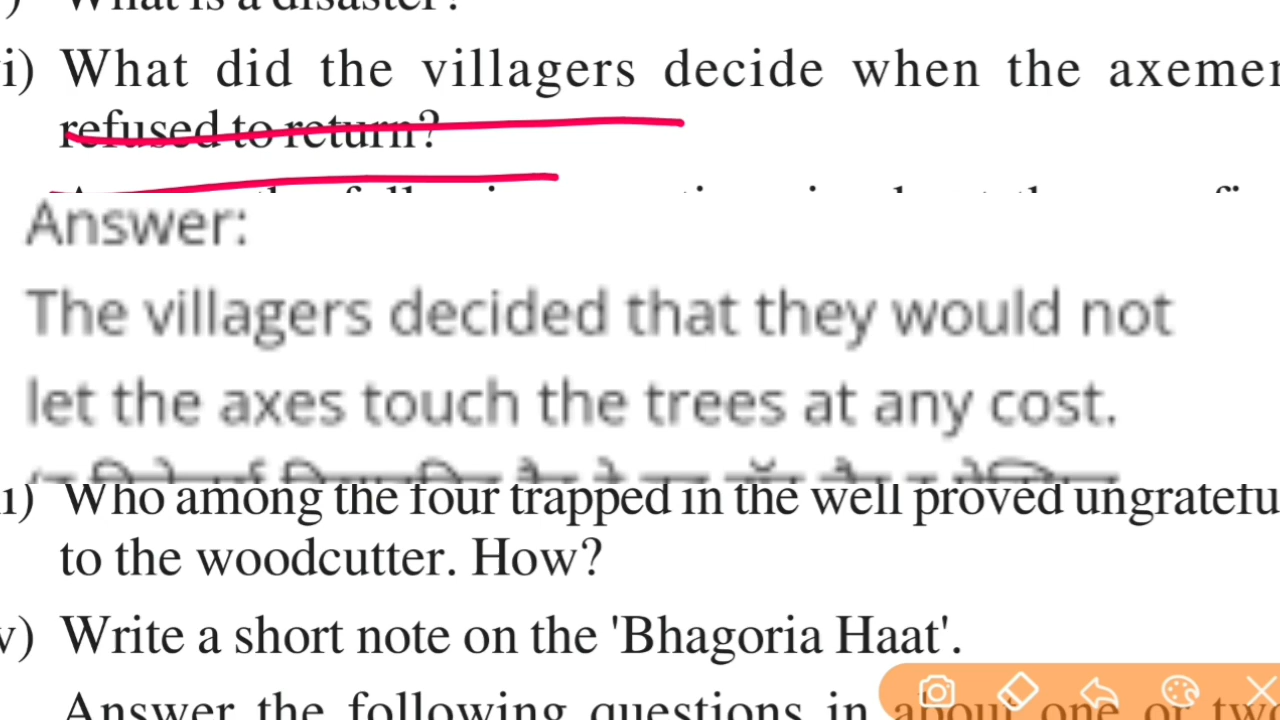 What is a disaster?
i) What did the villagers decide when the axemen
refused to return?
Answer:
The villagers decided that they would not
let the axes touch the trees at any cost.
Who among the four trapped in the well proved ungratefu
to the woodcutter. How?
v) Write a short note on the 'Bhagoria Haat'.
Answer the following questions in about one or two